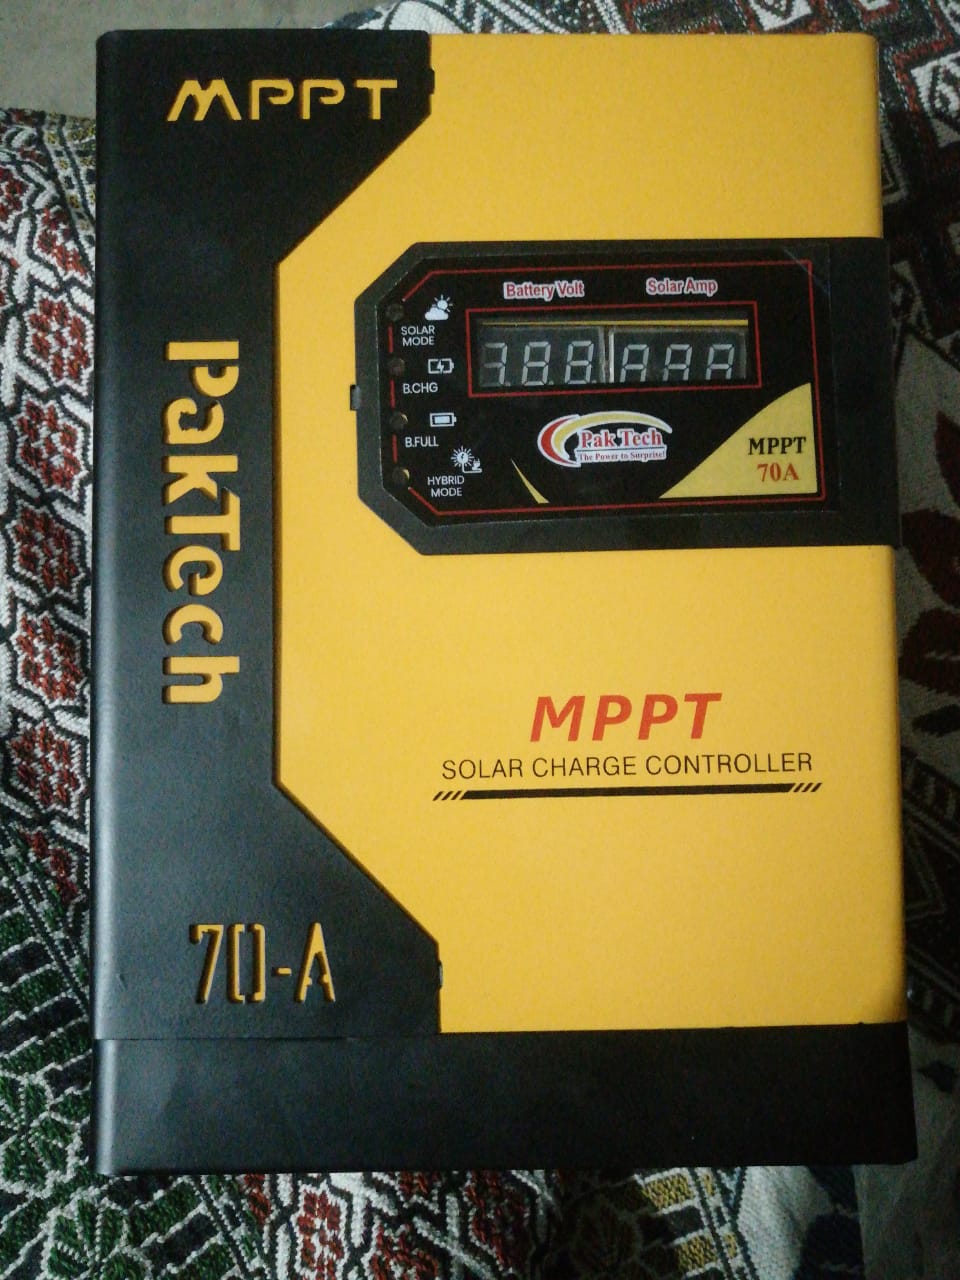 MPPT
PakTech
70-A
Battery Volt
Solar Amp
SOLAR
MODE
B.CHG
B.FULL
HYBRID
MODE
Pak Tech
The Power to Surprise!
MPPT
70A
MPPT
SOLAR CHARGE CONTROLLER